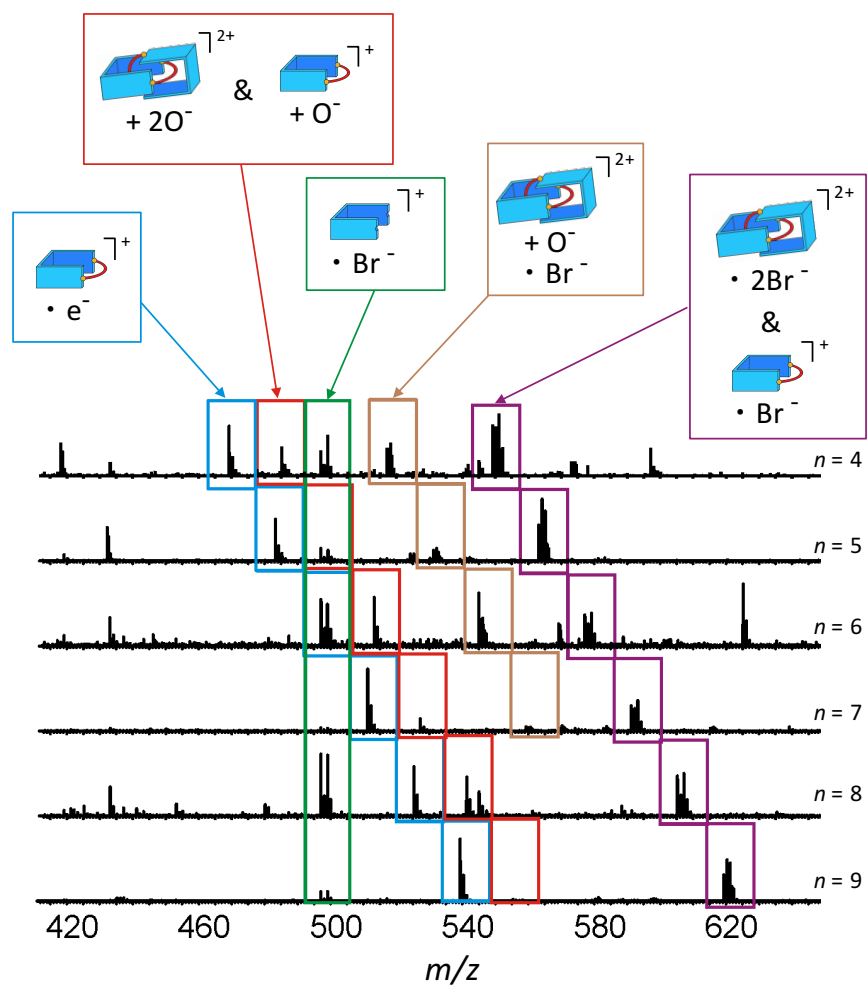 2+
+
&
+ 2O⁻
+ O⁻
+
· e⁻
+
· Br⁻
2+
+ O⁻
· Br⁻
2+
· 2Br⁻
&
+
· Br⁻
n = 4
n = 5
n = 6
n = 7
n = 8
n = 9
420 460 500 540 580 620
m/z